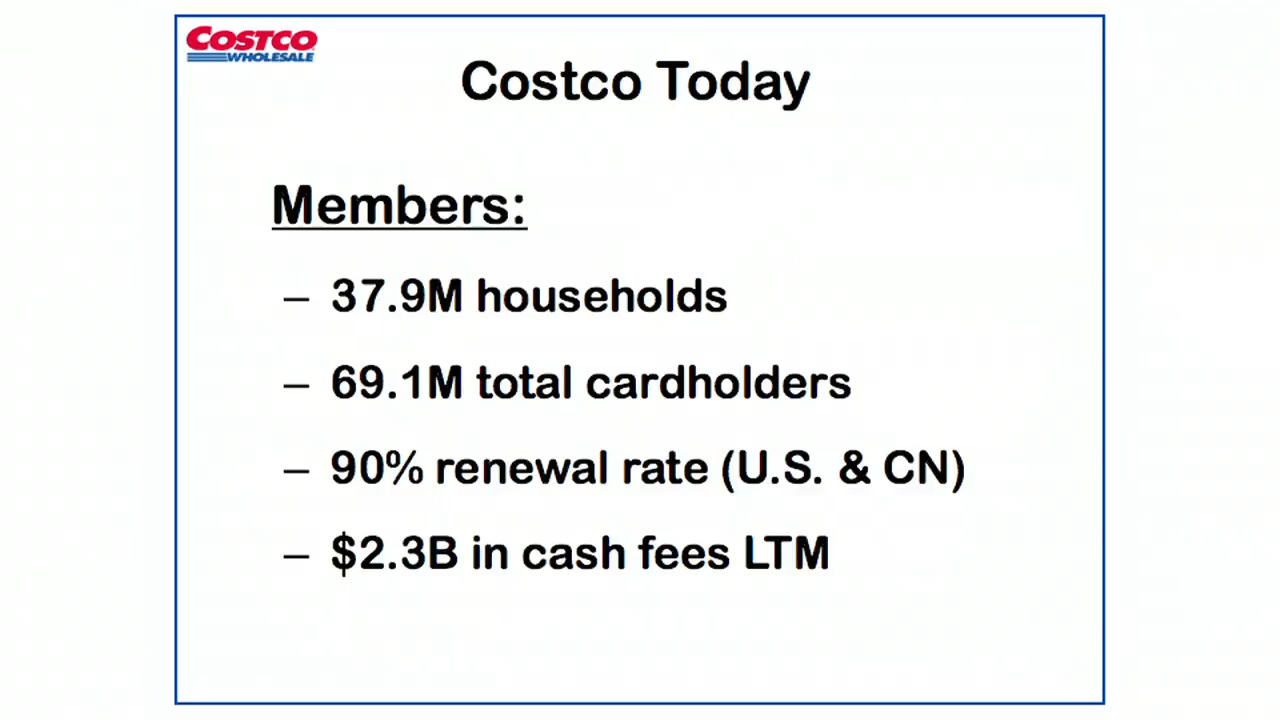 COSTCO
WHOLESALE
Costco Today
Members:
– 37.9M households
– 69.1M total cardholders
– 90% renewal rate (U.S. & CN)
– $2.3B in cash fees LTM